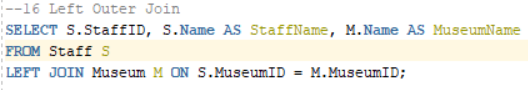 --16 Left Outer Join
SELECT S.StaffID, S.Name AS StaffName, M.Name AS MuseumName
FROM Staff S
LEFT JOIN Museum M ON S.MuseumID = M.MuseumID;